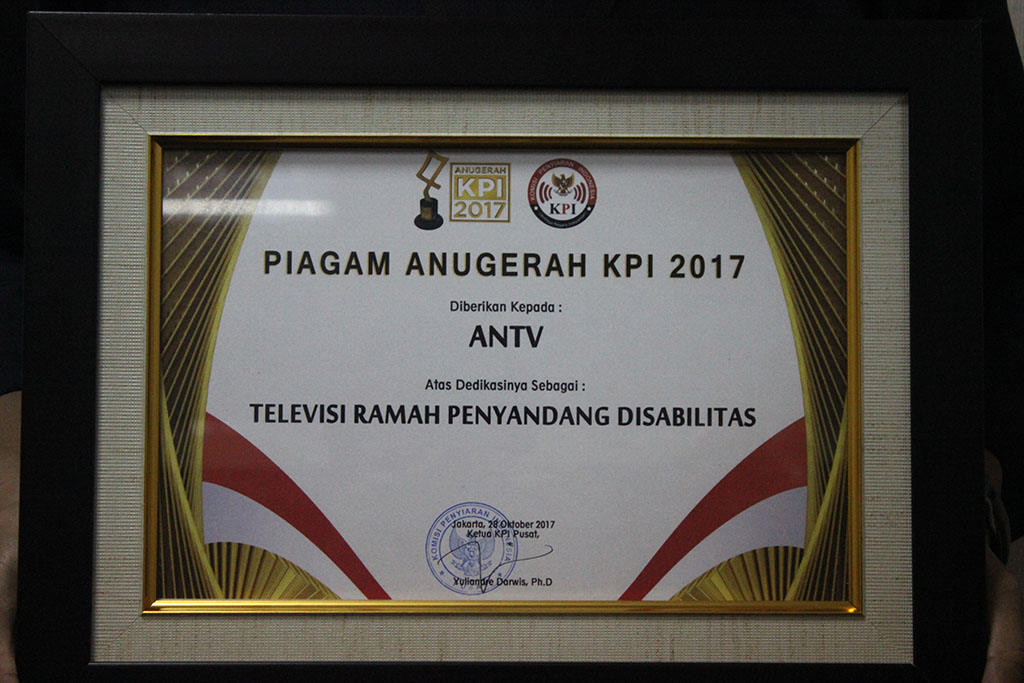 ANUGERAH
KPI
2017
KOMISI PENYIARAN INDONESIA
KPI
PIAGAM ANUGERAH KPI 2017
Diberikan Kepada :
ANTV
Atas Dedikasinya Sebagai :
TELEVISI RAMAH PENYANDANG DISABILITAS
KOMISI PENYIARAN INDONESIA
Jakarta, 28 Oktober 2017
Ketua KPI Pusat,
Yuliandre Darwis, Ph.D